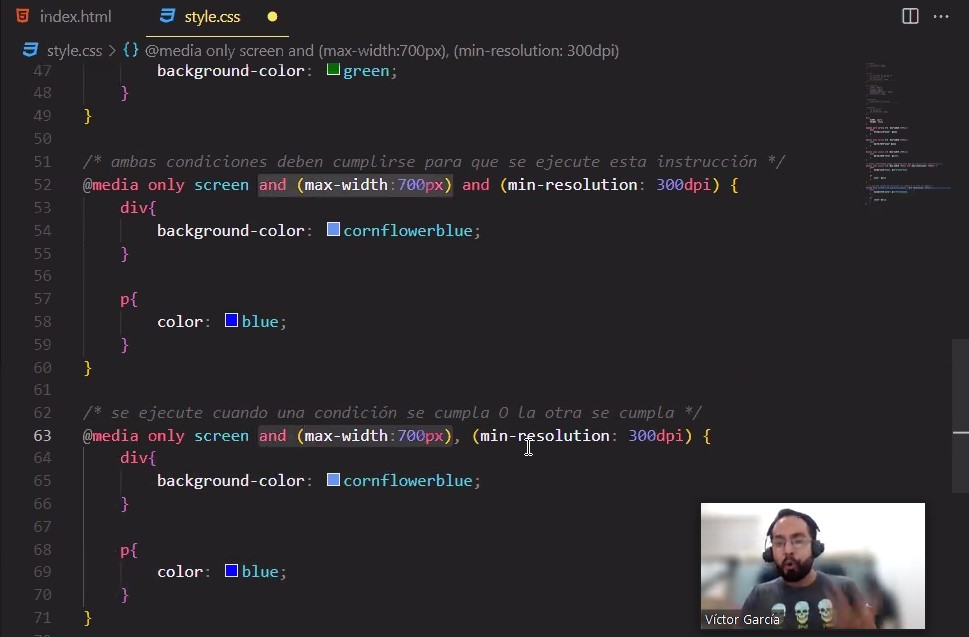 index.html style.css
style.css > {} @media only screen and (max-width:700px), (min-resolution: 300dpi)
47 background-color: green;
48 }
49 }
50
51 /* ambas condiciones deben cumplirse para que se ejecute esta instrucción */
52 @media only screen and (max-width:700px) and (min-resolution: 300dpi) {
53 div{
54 background-color: cornflowerblue;
55 }
56
57 p{
58 color: blue;
59 }
60 }
61
62 /* se ejecute cuando una condición se cumpla O la otra se cumpla */
63 @media only screen and (max-width:700px), (min-resolution: 300dpi) {
64 div{
65 background-color: cornflowerblue;
66 }
67
68 p{
69 color: blue;
70 }
71 }
Víctor García